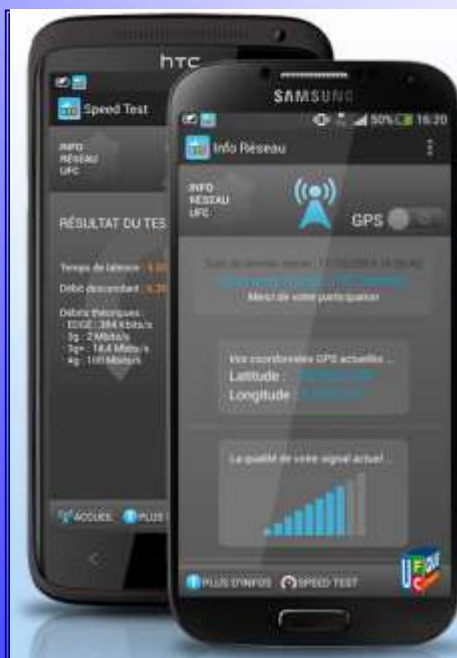 hTC
Speed Test
INFO
RÉSEAU
UFC
RÉSULTAT DU TES
Temps de latence
Débit descendant
Débits théoriques :
EDGE : 384 Kbits/s
3g : 2 Mbits/s
3g+ : 14,4 Mbits/s
4g : 100 Mbits/s
ACCUEIL PLUS
SAMSUNG
50% 16:20
Info Réseau
INFO
RÉSEAU
UFC
GPS
Merci de votre participation
Vos coordonnées GPS actuelles ...
Latitude :
Longitude :
La qualité de votre signal actuel ...
PLUS D'INFOS SPEED TEST
UFC QUE